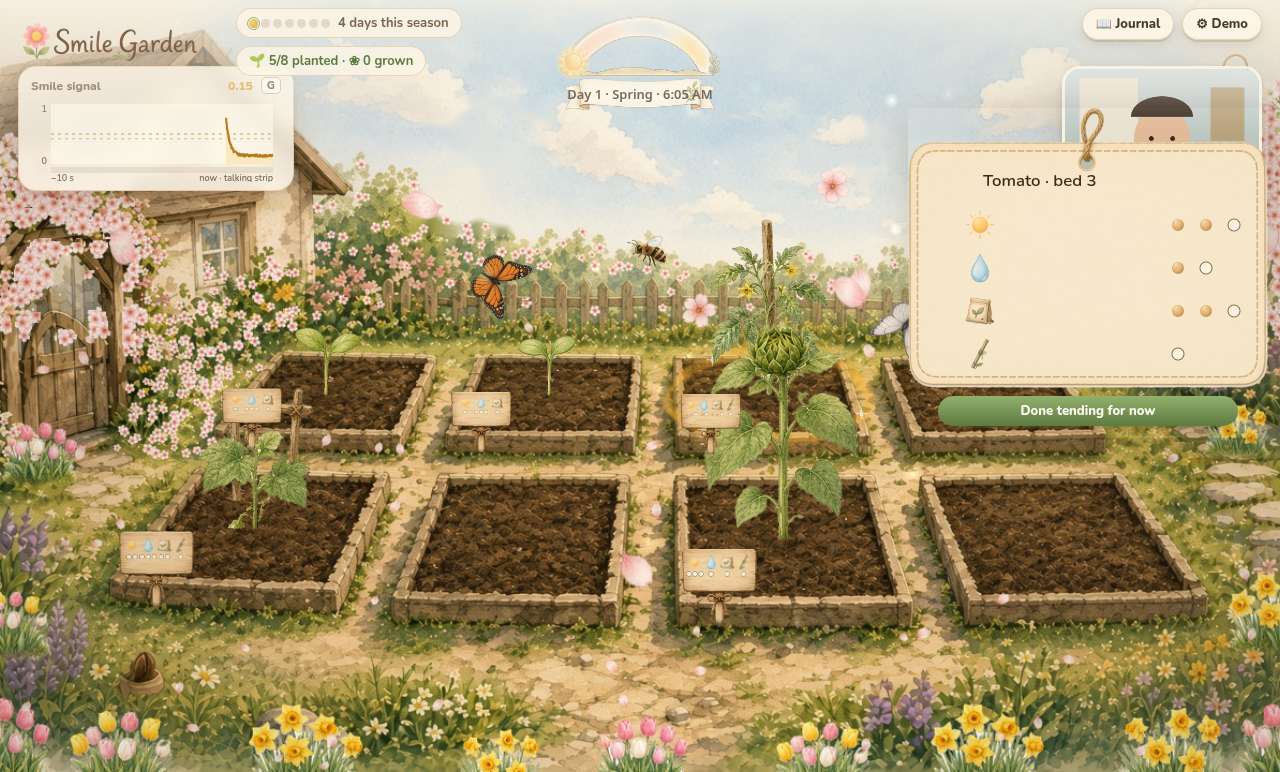 Smile Garden
4 days this season
5/8 planted · ❀ 0 grown
Smile signal
0.15 G
1
0
−10 s
now · talking strip
Day 1 · Spring · 6:05 AM
Journal
Demo
Tomato · bed 3
Done tending for now